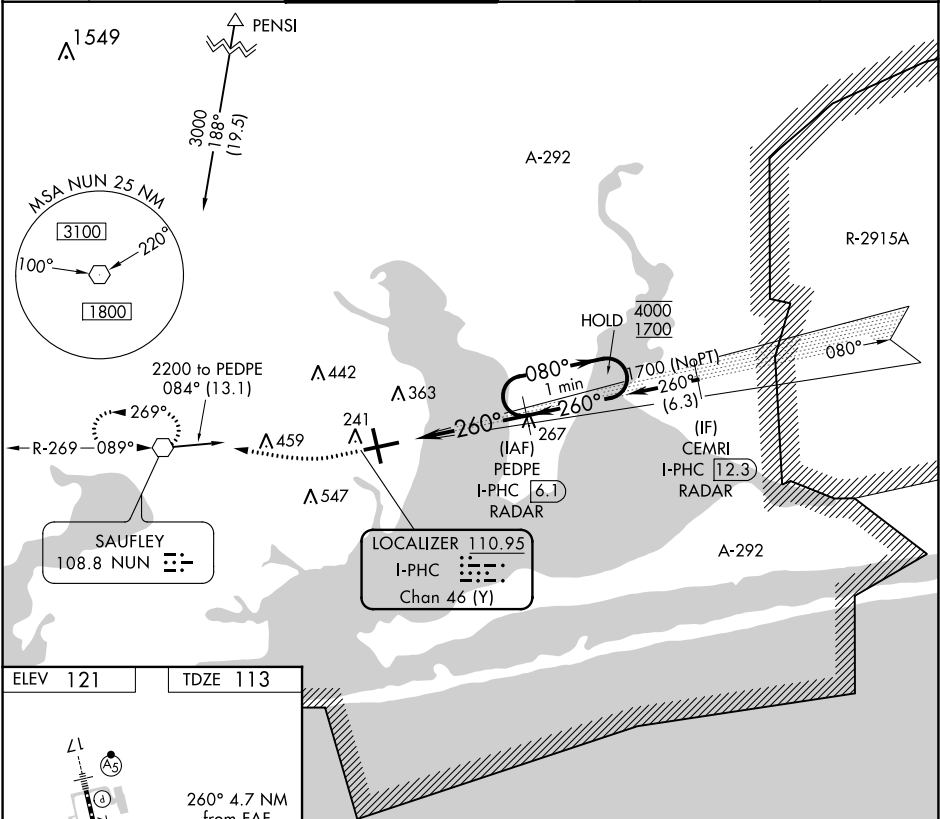 1549
PENSI
3000
188°
(19.5)
A-292
MSA NUN 25 NM
3100
220°
100°
1800
R-2915A
HOLD
4000
1700
080°
1 min
1700 (NoPT)
260°
(6.3)
080°
260°
260°
2200 to PEDPE
084° (13.1)
442
363
269°
R-269
089°
459
241
547
267
(IAF)
PEDPE
I-PHC 6.1
RADAR
(IF)
CEMRI
I-PHC 12.3
RADAR
SAUFLEY
108.8 NUN
LOCALIZER 110.95
I-PHC
Chan 46 (Y)
A-292
ELEV 121
TDZE 113
17
A5
P
260° 4.7 NM
from FAF